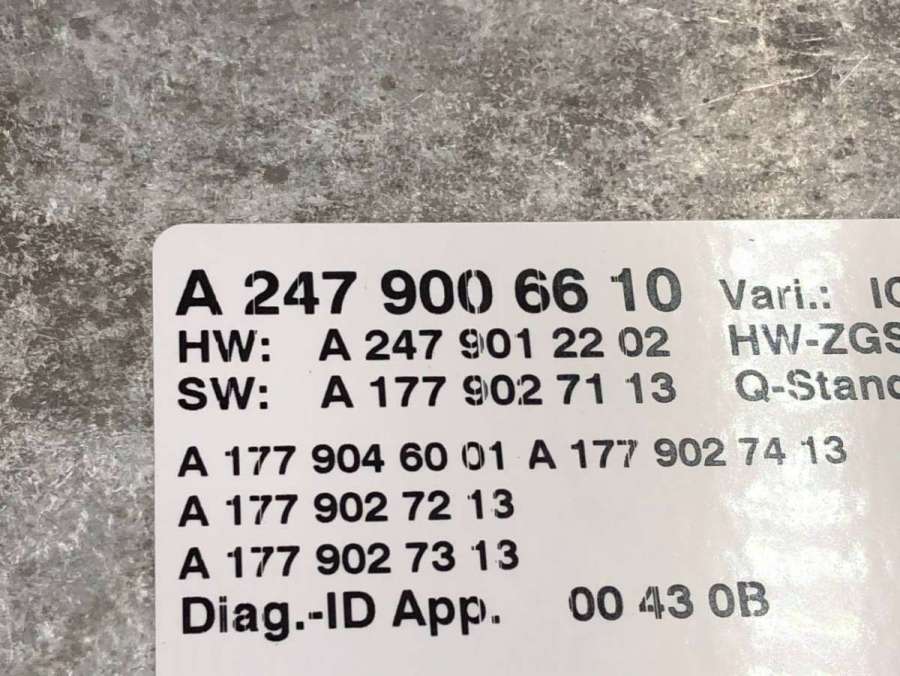 A 247 900 66 10 Vari.: IC
HW: A 247 901 22 02 HW-ZGS
SW: A 177 902 71 13 Q-Stand
A 177 904 60 01 A 177 902 74 13
A 177 902 72 13
A 177 902 73 13
Diag.-ID App. 00 43 0B